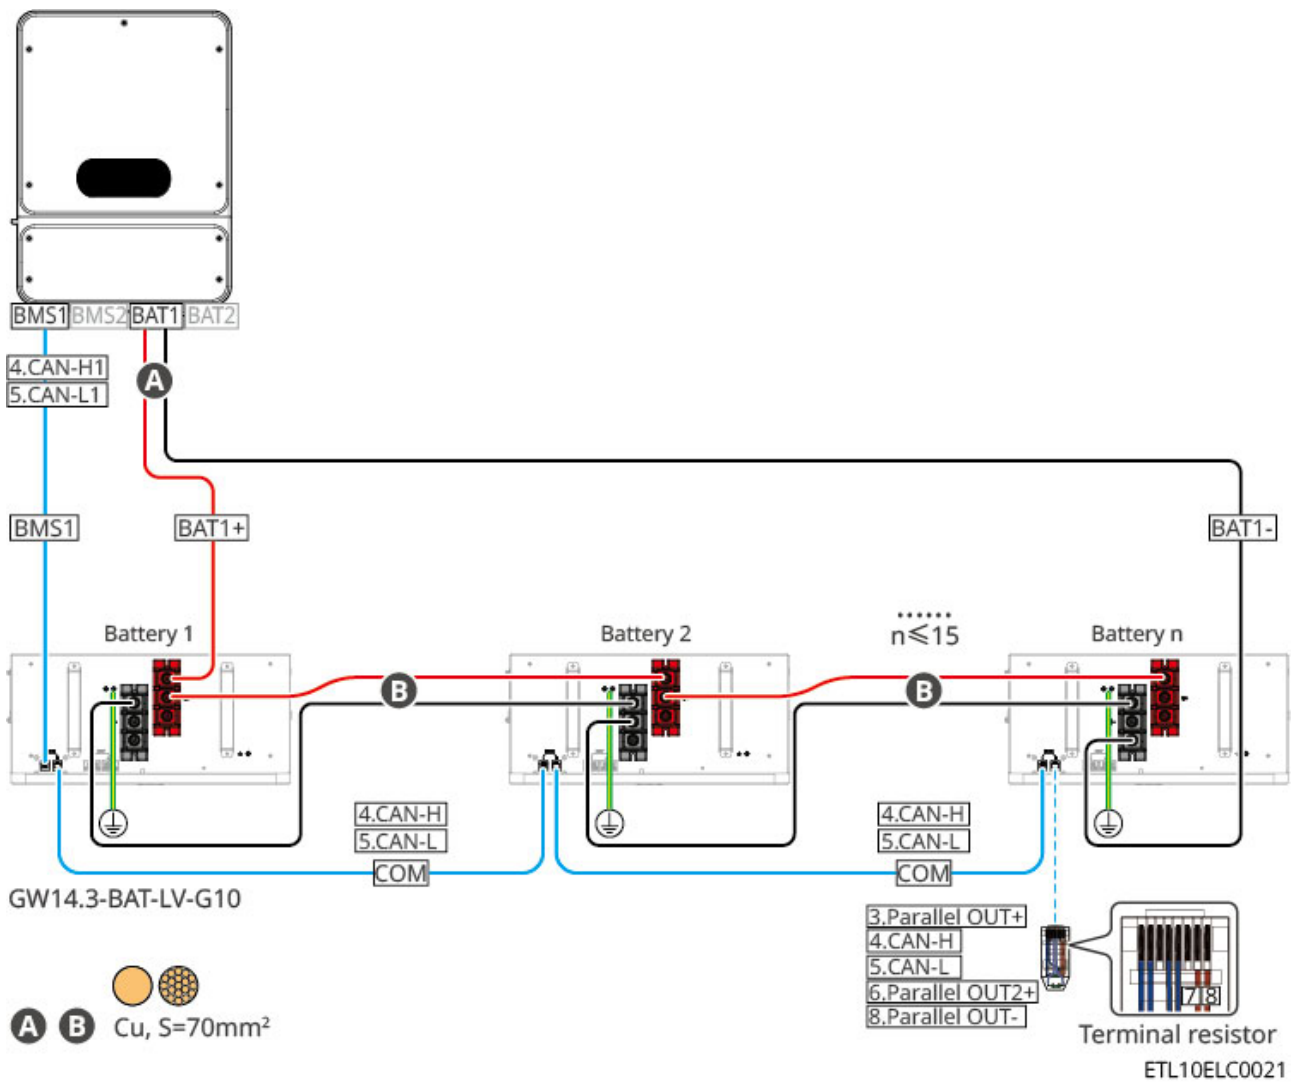 BMS1 BMS2 BAT1 BAT2
4.CAN-H1
A
5.CAN-L1
BMS1 BAT1+ BAT1-
Battery 1 Battery 2 n≤15 Battery n
B B
4.CAN-H 4.CAN-H
5.CAN-L 5.CAN-L
COM COM
GW14.3-BAT-LV-G10
3.Parallel OUT+
4.CAN-H
5.CAN-L
6.Parallel OUT2+
8.Parallel OUT-
7 8
A B Cu, S=70mm²
Terminal resistor
ETL10ELC0021